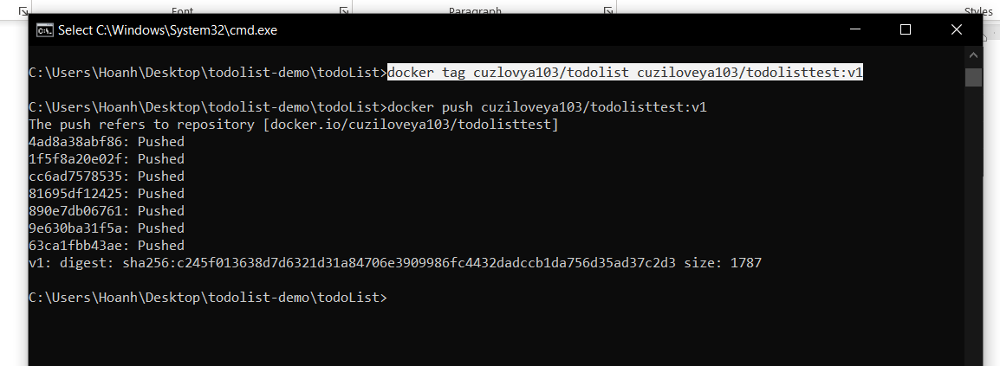 Font Paragraph Styles
Select C:\Windows\System32\cmd.exe
C:\Users\Hoanh\Desktop\todolist-demo\todoList>docker tag cuzlovya103/todolist cuziloveya103/todolisttest:v1
C:\Users\Hoanh\Desktop\todolist-demo\todoList>docker push cuziloveya103/todolisttest:v1
The push refers to repository [docker.io/cuziloveya103/todolisttest]
4ad8a38abf86: Pushed
1f5f8a20e02f: Pushed
cc6ad7578535: Pushed
81695df12425: Pushed
890e7db06761: Pushed
9e630ba31f5a: Pushed
63ca1fbb43ae: Pushed
v1: digest: sha256:c245f013638d7d6321d31a84706e3909986fc4432dadccb1da756d35ad37c2d3 size: 1787
C:\Users\Hoanh\Desktop\todolist-demo\todoList>